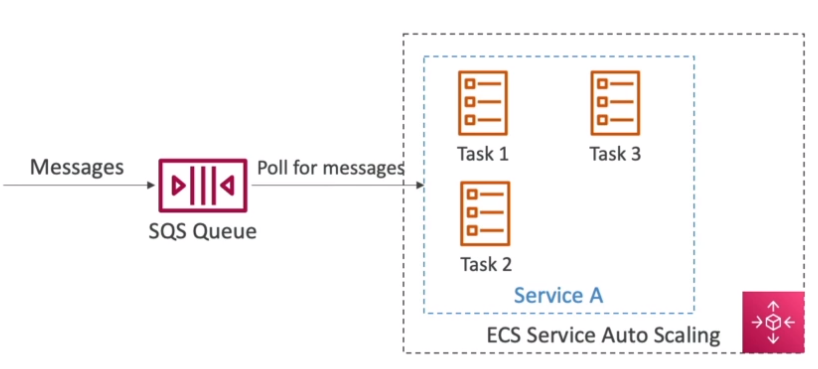 Messages
SQS Queue
Poll for messages
Task 1
Task 3
Task 2
Service A
ECS Service Auto Scaling